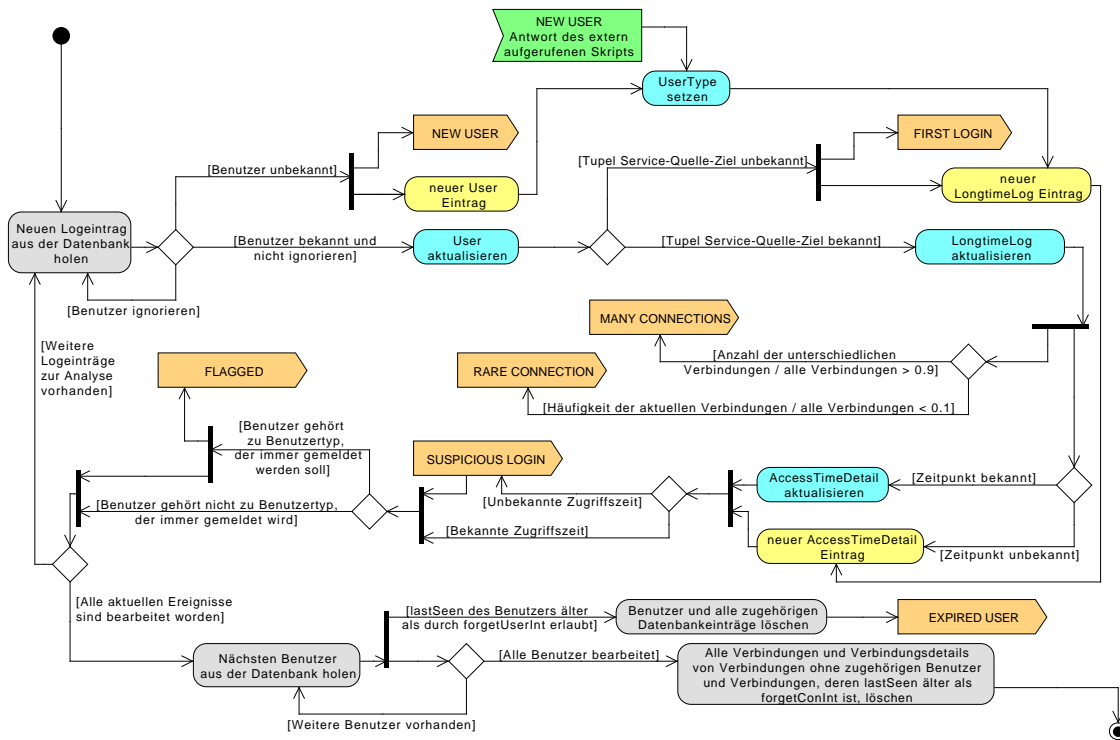 NEW USER
Antwort des extern
aufgerufenen Skripts
UserType
setzen
NEW USER
FIRST LOGIN
[Benutzer unbekannt]
[Tupel Service-Quelle-Ziel unbekannt]
neuer User
Eintrag
neuer
LongtimeLog Eintrag
Neuen Logeintrag
aus der Datenbank
holen
[Benutzer bekannt und
nicht ignorieren]
User
aktualisieren
[Tupel Service-Quelle-Ziel bekannt]
LongtimeLog
aktualisieren
[Benutzer ignorieren]
MANY CONNECTIONS
[Weitere
Logeinträge
zur Analyse
vorhanden]
FLAGGED
RARE CONNECTION
[Anzahl der unterschiedlichen
Verbindungen / alle Verbindungen > 0.9]
[Häufigkeit der aktuellen Verbindungen / alle Verbindungen < 0.1]
[Benutzer gehört
zu Benutzertyp,
der immer gemeldet
werden soll]
SUSPICIOUS LOGIN
AccessTimeDetail
aktualisieren
[Zeitpunkt bekannt]
[Unbekannte Zugriffszeit]
[Benutzer gehört nicht zu Benutzertyp,
der immer gemeldet wird]
[Bekannte Zugriffszeit]
neuer AccessTimeDetail
Eintrag
[Zeitpunkt unbekannt]
[Alle aktuellen Ereignisse
sind bearbeitet worden]
[lastSeen des Benutzers älter
als durch forgetUserInt erlaubt]
Benutzer und alle zugehörigen
Datenbankeinträge löschen
EXPIRED USER
Nächsten Benutzer
aus der Datenbank holen
[Alle Benutzer bearbeitet]
Alle Verbindungen und Verbindungsdetails
von Verbindungen ohne zugehörigen Benutzer
und Verbindungen, deren lastSeen älter als
forgetConInt ist, löschen
[Weitere Benutzer vorhanden]